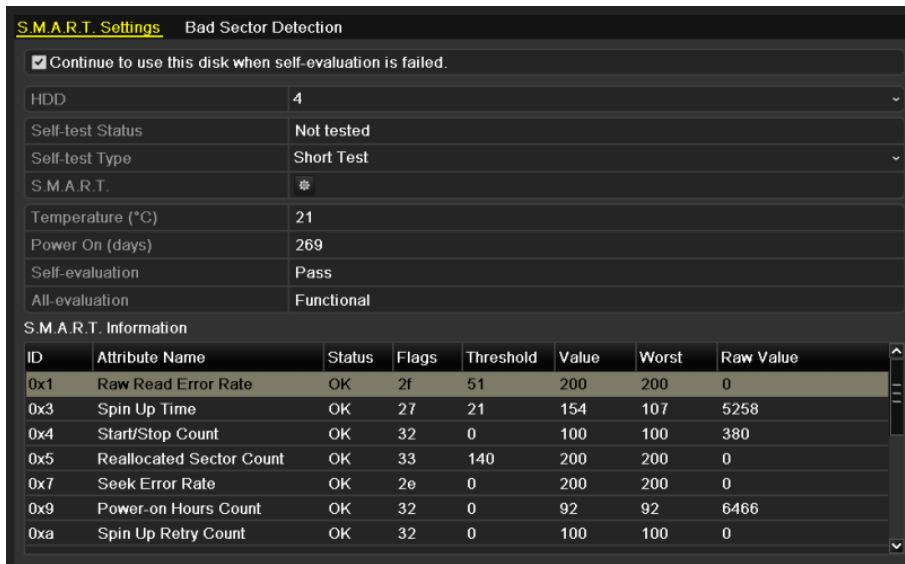 S.M.A.R.T. Settings Bad Sector Detection
Continue to use this disk when self-evaluation is failed.
HDD 4
Self-test Status Not tested
Self-test Type Short Test
S.M.A.R.T.
Temperature (°C) 21
Power On (days) 269
Self-evaluation Pass
All-evaluation Functional
S.M.A.R.T. Information
ID Attribute Name Status Flags Threshold Value Worst Raw Value
0x1 Raw Read Error Rate OK 2f 51 200 200 0
0x3 Spin Up Time OK 27 21 154 107 5258
0x4 Start/Stop Count OK 32 0 100 100 380
0x5 Reallocated Sector Count OK 33 140 200 200 0
0x7 Seek Error Rate OK 2e 0 200 200 0
0x9 Power-on Hours Count OK 32 0 92 92 6466
0xa Spin Up Retry Count OK 32 0 100 100 0